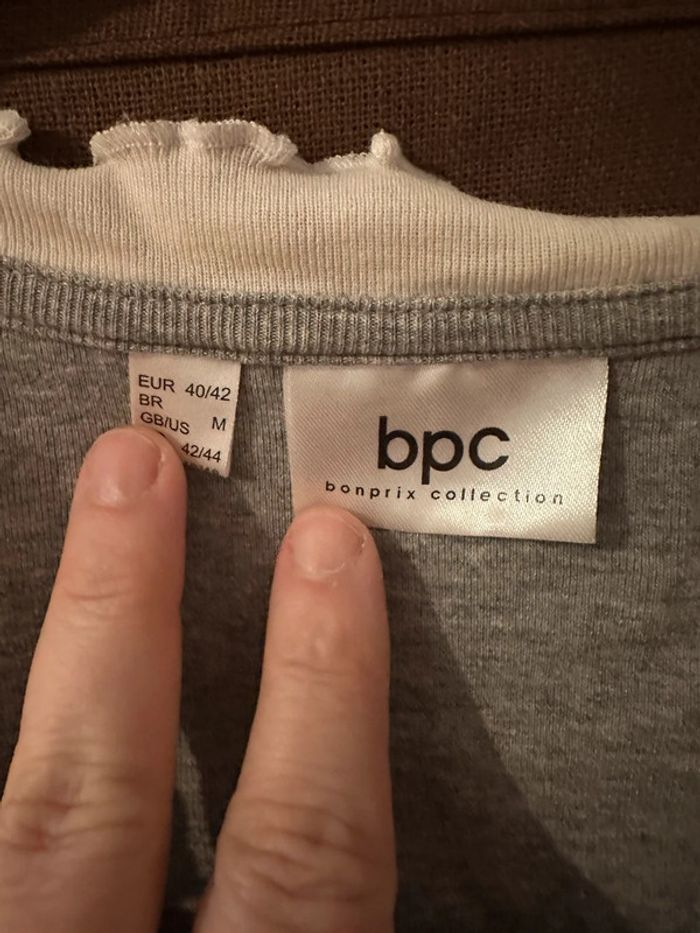 EUR 40/42
BR M
GB/US
42/44
bpc
bonprix collection